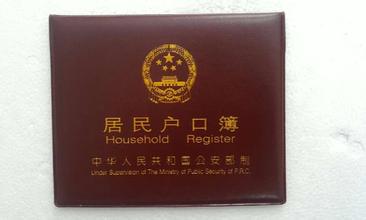 居民户口簿
Household Register
中华人民共和国公安部制
Under Supervision of The Ministry of Public Security of P.R.C.